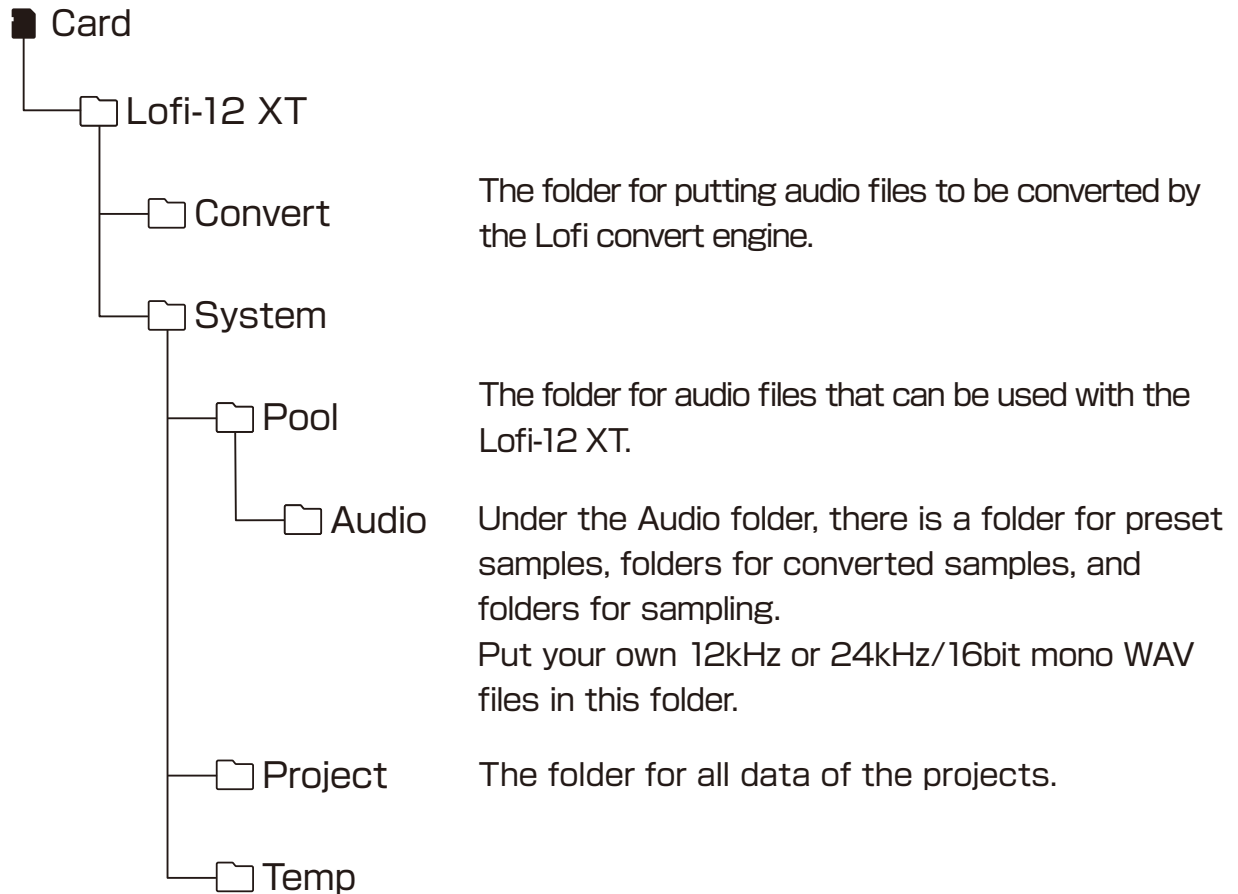 Card
Lofi-12 XT
Convert
The folder for putting audio files to be converted by
the Lofi convert engine.
System
Pool
The folder for audio files that can be used with the
Lofi-12 XT.
Audio
Under the Audio folder, there is a folder for preset
samples, folders for converted samples, and
folders for sampling.
Put your own 12kHz or 24kHz/16bit mono WAV
files in this folder.
Project
The folder for all data of the projects.
Temp